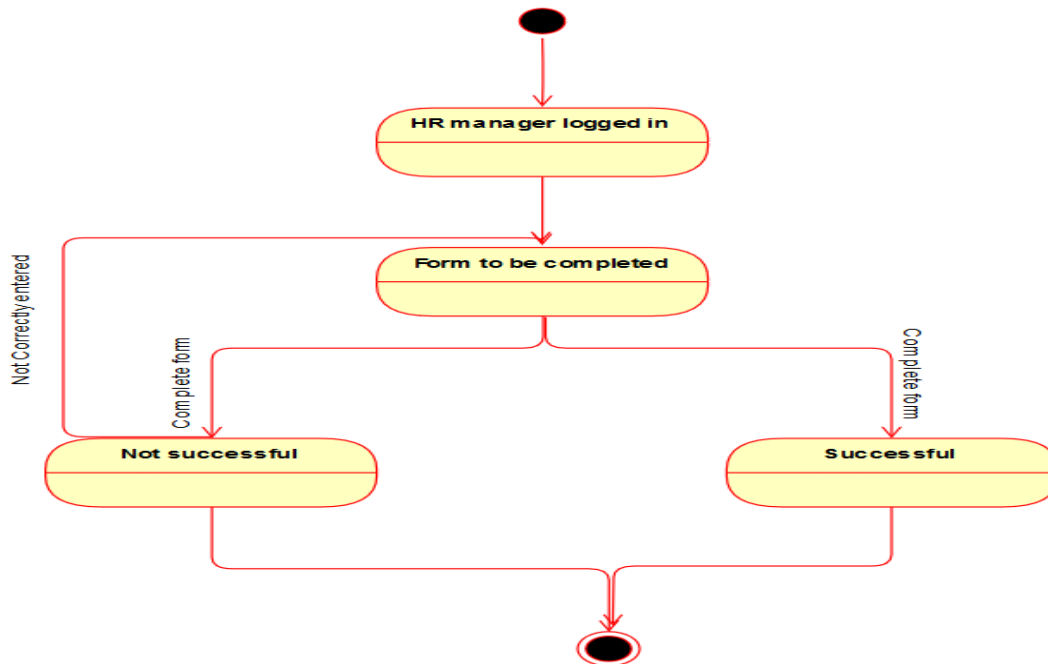 HR manager logged in
Form to be completed
Not Correctly entered
Complete form
Complete form
Not successful
Successful